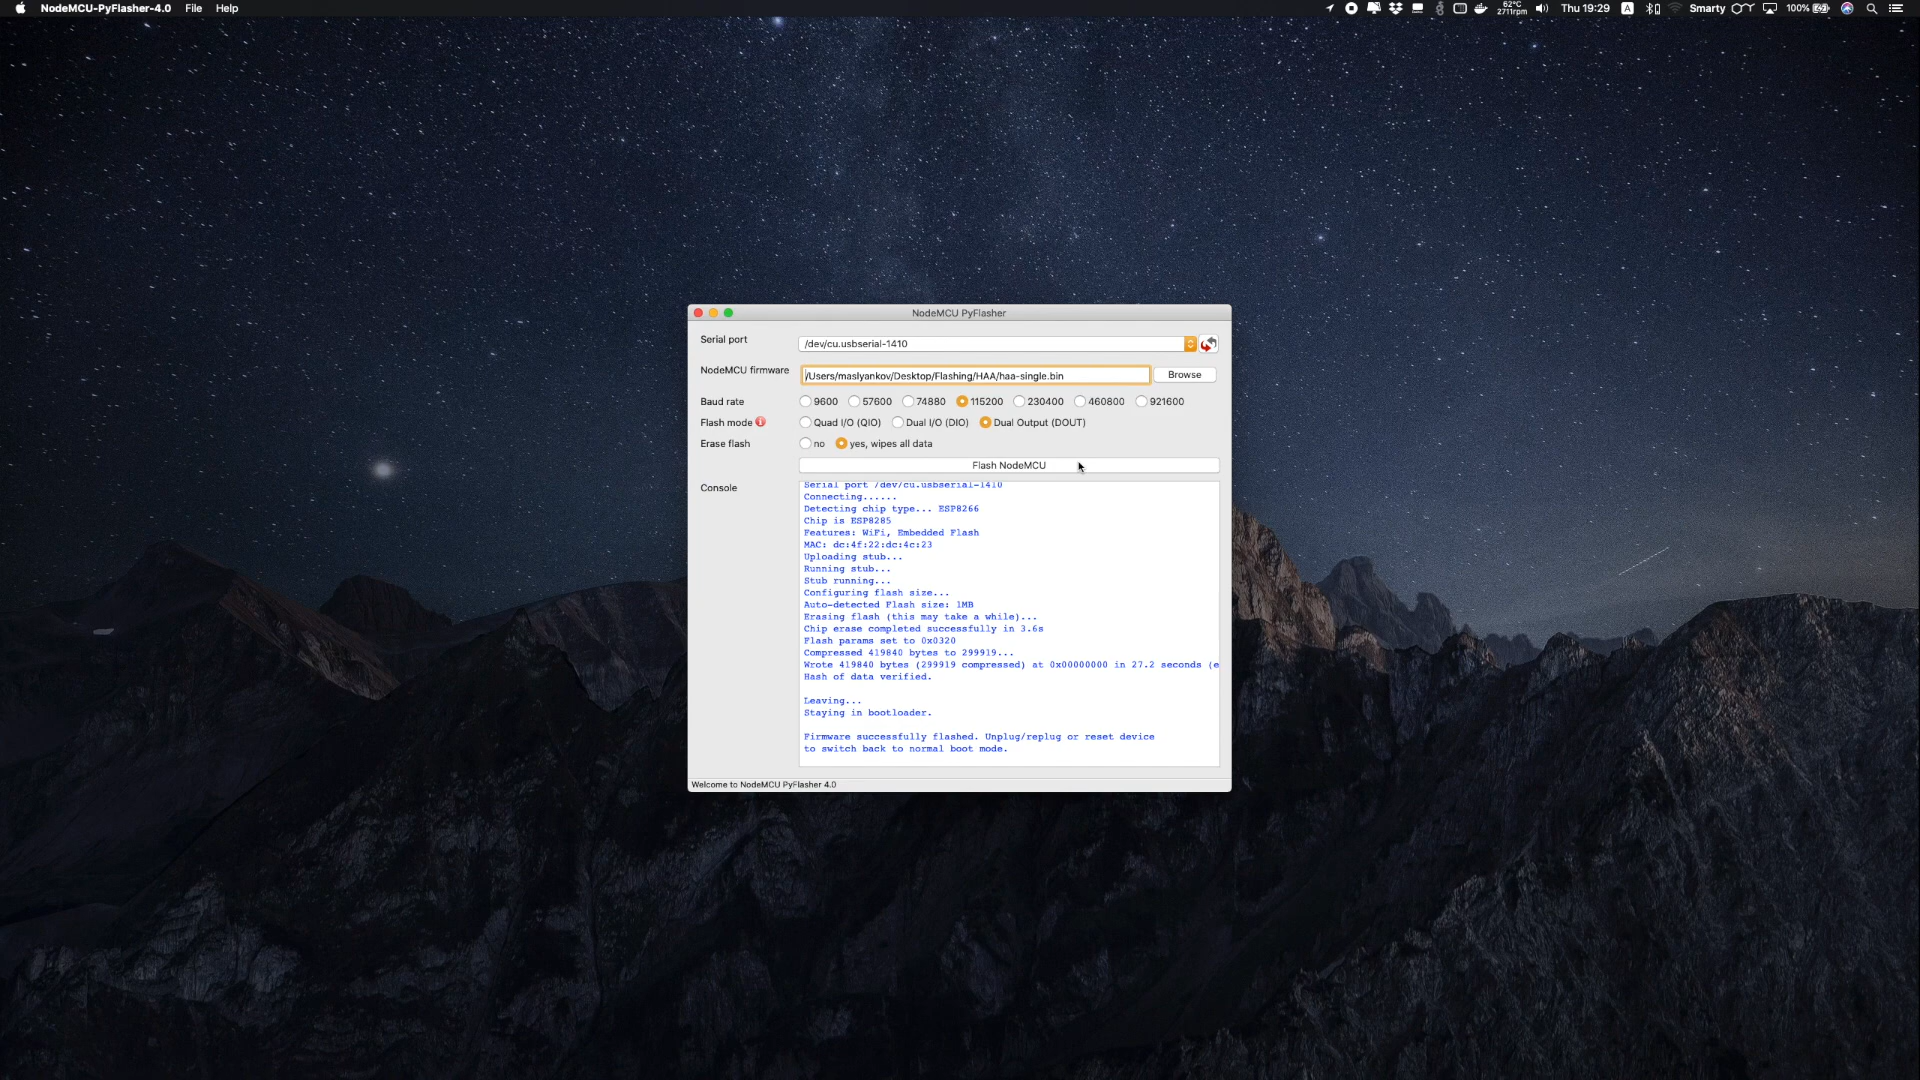 NodeMCU-PyFlasher-4.0 File Help 62°C 2711rpm Thu 19:29 A Smarty 100%
NodeMCU PyFlasher
Serial port /dev/cu.usbserial-1410
NodeMCU firmware /Users/maslyankov/Desktop/Flashing/HAA/haa-single.bin Browse
Baud rate 9600 57600 74880 115200 230400 460800 921600
Flash mode Quad I/O (QIO) Dual I/O (DIO) Dual Output (DOUT)
Erase flash no yes, wipes all data
Flash NodeMCU
Console
Serial port /dev/cu.usbserial-1410
Connecting......
Detecting chip type... ESP8266
Chip is ESP8285
Features: WiFi, Embedded Flash
MAC: dc:4f:22:dc:4c:23
Uploading stub...
Running stub...
Stub running...
Configuring flash size...
Auto-detected Flash size: 1MB
Erasing flash (this may take a while)...
Chip erase completed successfully in 3.6s
Flash params set to 0x0320
Compressed 419840 bytes to 299919...
Wrote 419840 bytes (299919 compressed) at 0x00000000 in 27.2 seconds (e
Hash of data verified.
Leaving...
Staying in bootloader.
Firmware successfully flashed. Unplug/replug or reset device
to switch back to normal boot mode.
Welcome to NodeMCU PyFlasher 4.0